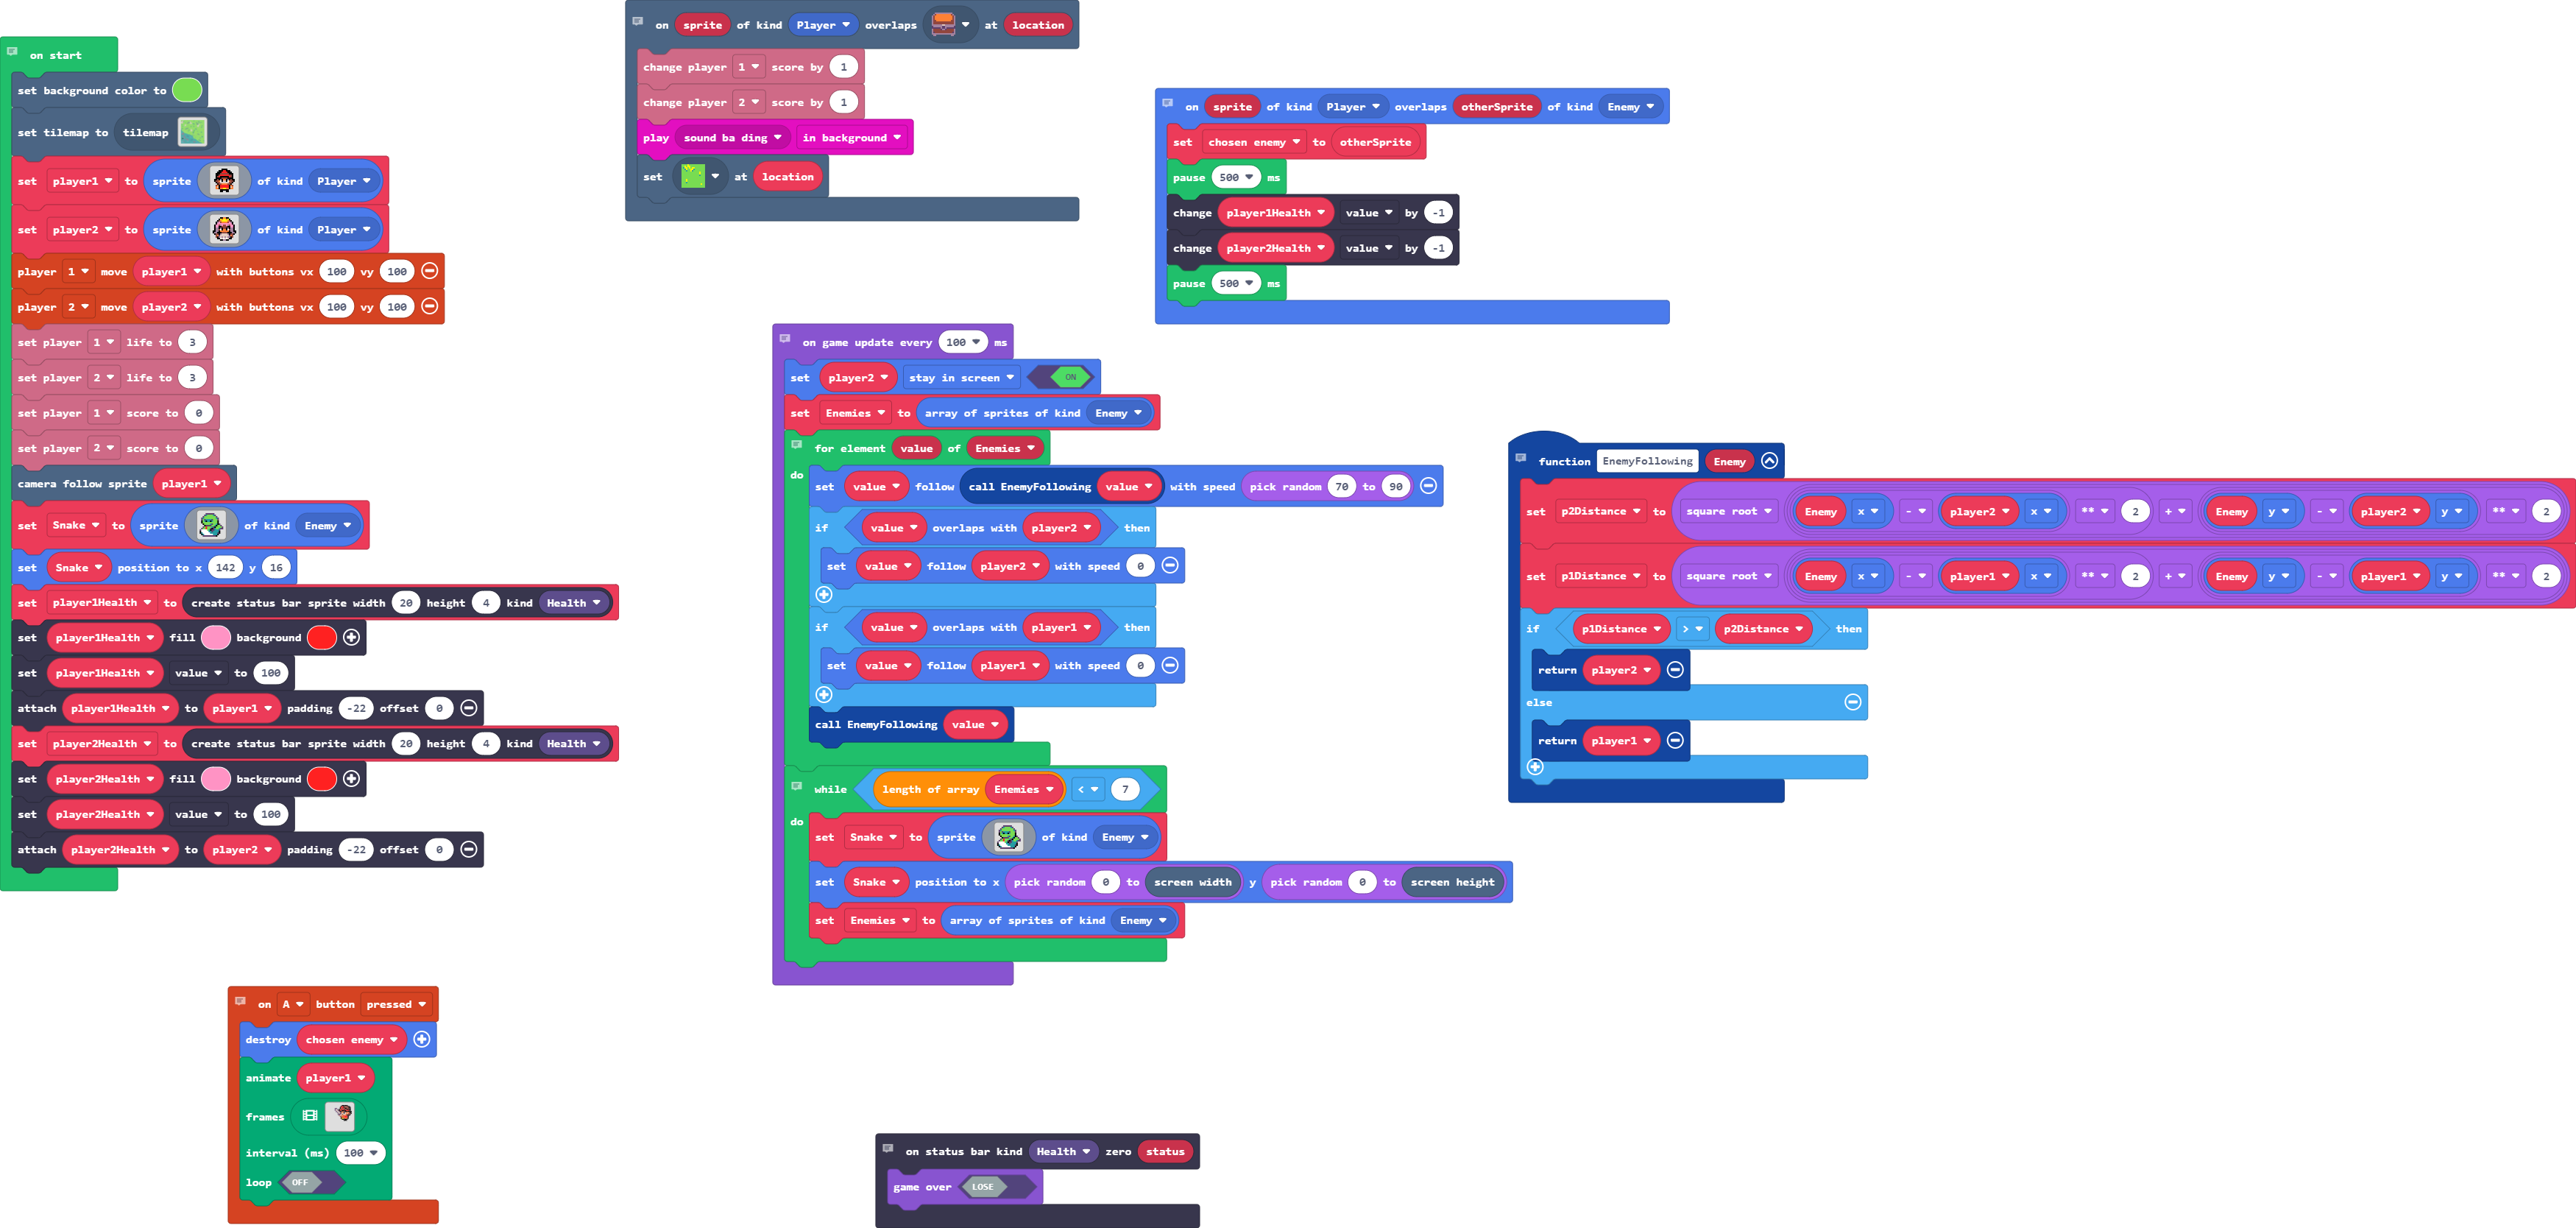 on start
set background color to
set tilemap to tilemap
set player1 to sprite of kind Player
set player2 to sprite of kind Player
player 1 move player1 with buttons vx 100 vy 100
player 2 move player2 with buttons vx 100 vy 100
set player 1 life to 3
set player 2 life to 3
set player 1 score to 0
set player 2 score to 0
camera follow sprite player1
set Snake to sprite of kind Enemy
set Snake position to x 142 y 16
set player1Health to create status bar sprite width 20 height 4 kind Health
set player1Health fill background
set player1Health value to 100
attach player1Health to player1 padding -22 offset 0
set player2Health to create status bar sprite width 20 height 4 kind Health
set player2Health fill background
set player2Health value to 100
attach player2Health to player2 padding -22 offset 0
on A button pressed
destroy chosen enemy
animate player1
frames
interval (ms) 100
loop OFF
on sprite of kind Player overlaps at location
change player 1 score by 1
change player 2 score by 1
play sound ba ding in background
set at location
on game update every 100 ms
set player2 stay in screen ON
set Enemies to array of sprites of kind Enemy
for element value of Enemies
do
set value follow call EnemyFollowing value with speed pick random 70 to 90
if value overlaps with player2 then
set value follow player2 with speed 0
if value overlaps with player1 then
set value follow player1 with speed 0
call EnemyFollowing value
while length of array Enemies < 7
do
set Snake to sprite of kind Enemy
set Snake position to x pick random 0 to screen width y pick random 0 to screen height
set Enemies to array of sprites of kind Enemy
on status bar kind Health zero status
game over LOSE
on sprite of kind Player overlaps otherSprite of kind Enemy
set chosen enemy to otherSprite
pause 500 ms
change player1Health value by -1
change player2Health value by -1
pause 500 ms
function EnemyFollowing Enemy
set p2Distance to square root Enemy x - player2 x ** 2 + Enemy y - player2 y ** 2
set p1Distance to square root Enemy x - player1 x ** 2 + Enemy y - player1 y ** 2
if p1Distance > p2Distance then
return player2
else
return player1